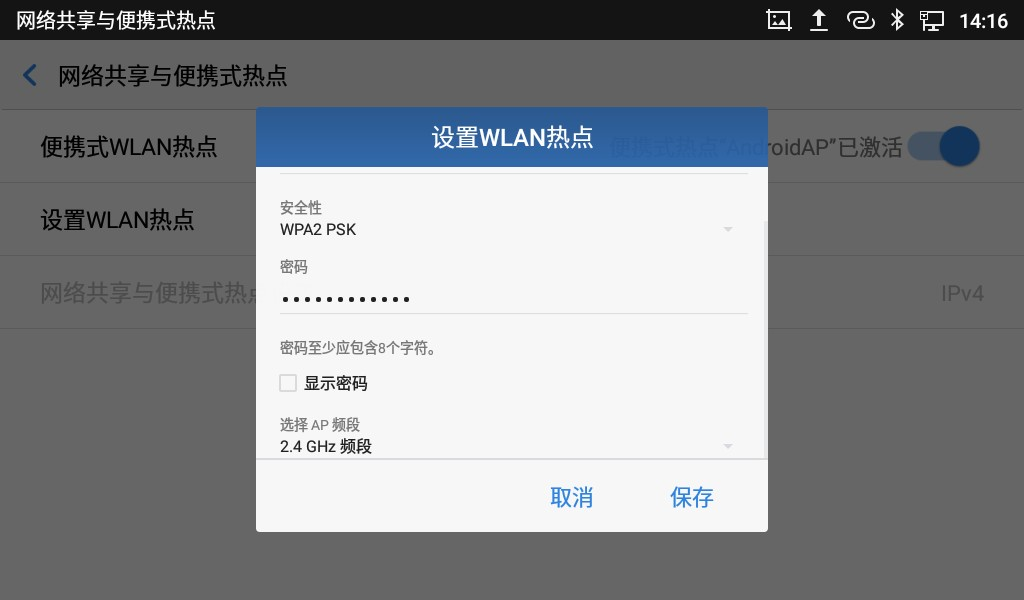 网络共享与便携式热点
14:16
网络共享与便携式热点
便携式WLAN热点
便携式热点“AndroidAP”已激活
设置WLAN热点
网络共享与便携式热点
IPv4
设置WLAN热点
安全性
WPA2 PSK
密码
••••••••••••
密码至少应包含8个字符。
显示密码
选择 AP 频段
2.4 GHz 频段
取消
保存